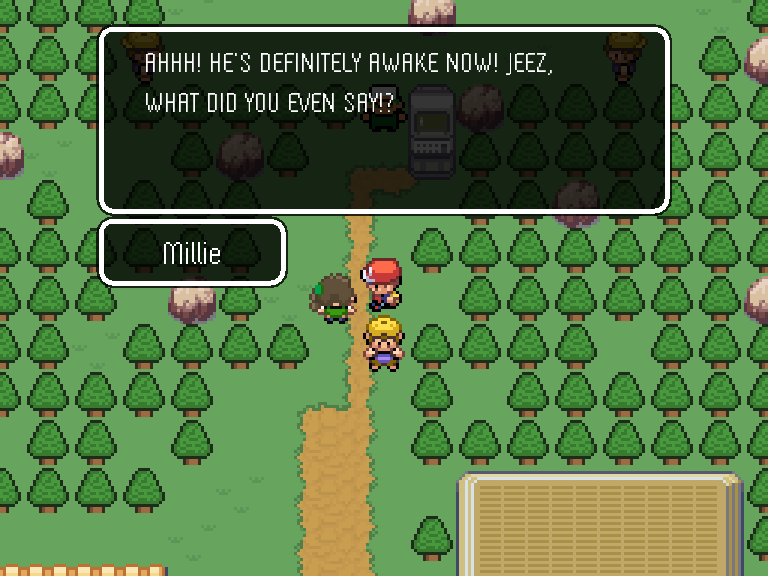 AHHH! HE'S DEFINITELY AWAKE NOW! JEEZ,
WHAT DID YOU EVEN SAY!?
Millie